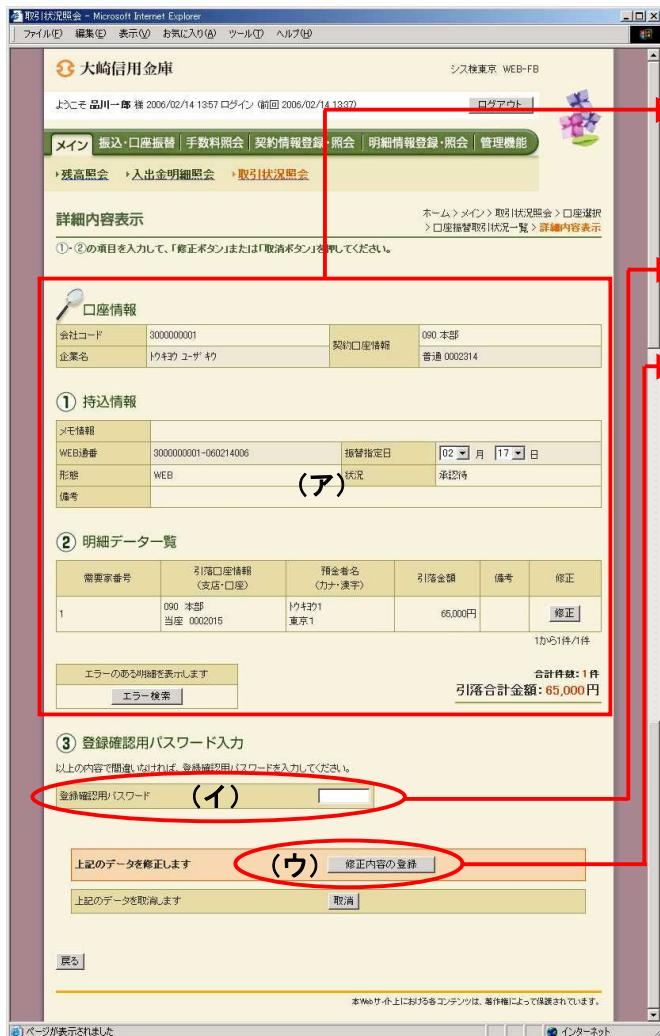 取引状況照会 - Microsoft Internet Explorer
ファイル(F) 編集(E) 表示(V) お気に入り(A) ツール(T) ヘルプ(H)
大崎信用金庫
シス検東京 WEB-FB
ようこそ 品川一郎 様 2006/02/14 1357 ログイン (前回 2006/02/14 1337)
ログアウト
メイン 振込・口座振替 手数料照会 契約情報登録・照会 明細情報登録・照会 管理機能
残高照会 入出金明細照会 取引状況照会
詳細内容表示
ホーム > メイン > 取引状況照会 > 口座選択
> 口座振替取引状況一覧 > 詳細内容表示
①-②の項目を入力して、「修正ボタン」または「取消ボタン」を押してください。
口座情報
会社コード 3000000001 契約口座情報 090 本部
企業名 トウキヨウ ユーザ キウ 普通 0002314
① 持込情報
メモ情報
WEB通番 3000000001-060214006 振替指定日 02 月 17 日
形態 WEB 状況 承認待
備考
(ア)
② 明細データ一覧
需要家番号 引落口座情報 (支店・口座) 預金者名 (カナ・漢字) 引落金額 備考 修正
1 090 本部 トウキヨウ1 65,000円 修正
当座 0002015 東京1
1から1件/1件
エラーのある明細を表示します
エラー検索
合計件数: 1件
引落合計金額: 65,000円
③ 登録確認用パスワード入力
以上の内容で間違いなければ、登録確認用パスワードを入力してください。
登録確認用パスワード (イ)
上記のデータを修正します (ウ) 修正内容の登録
上記のデータを取消します 取消
戻る
本Webサイト上における各コンテンツは、著作権によって保護されています。
ページが表示されました インターネット